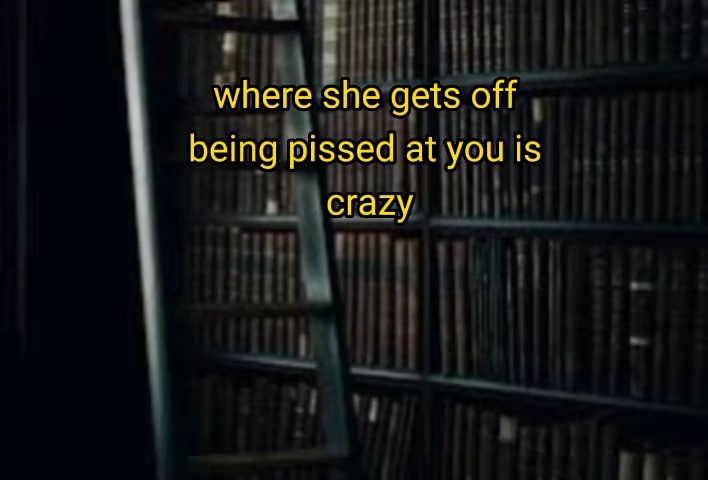 where she gets off
being pissed at you is
crazy